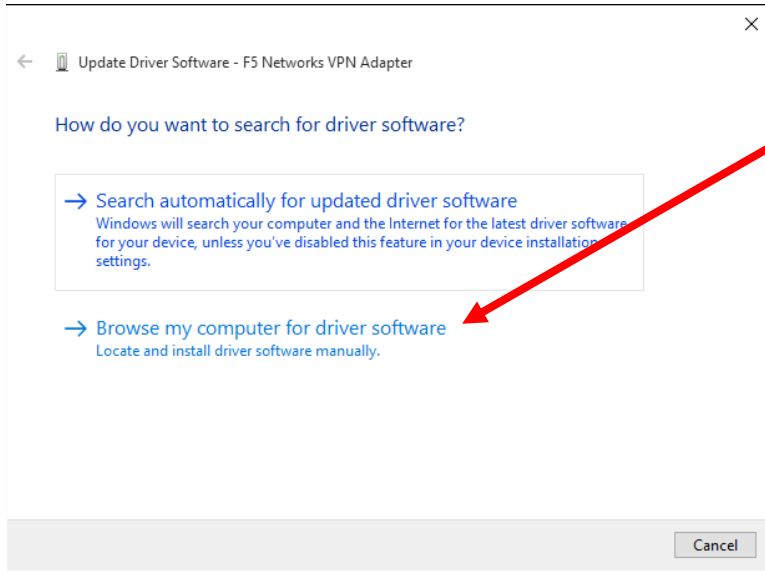 Update Driver Software - F5 Networks VPN Adapter
How do you want to search for driver software?
Search automatically for updated driver software
Windows will search your computer and the Internet for the latest driver software
for your device, unless you've disabled this feature in your device installation
settings.
Browse my computer for driver software
Locate and install driver software manually.
Cancel